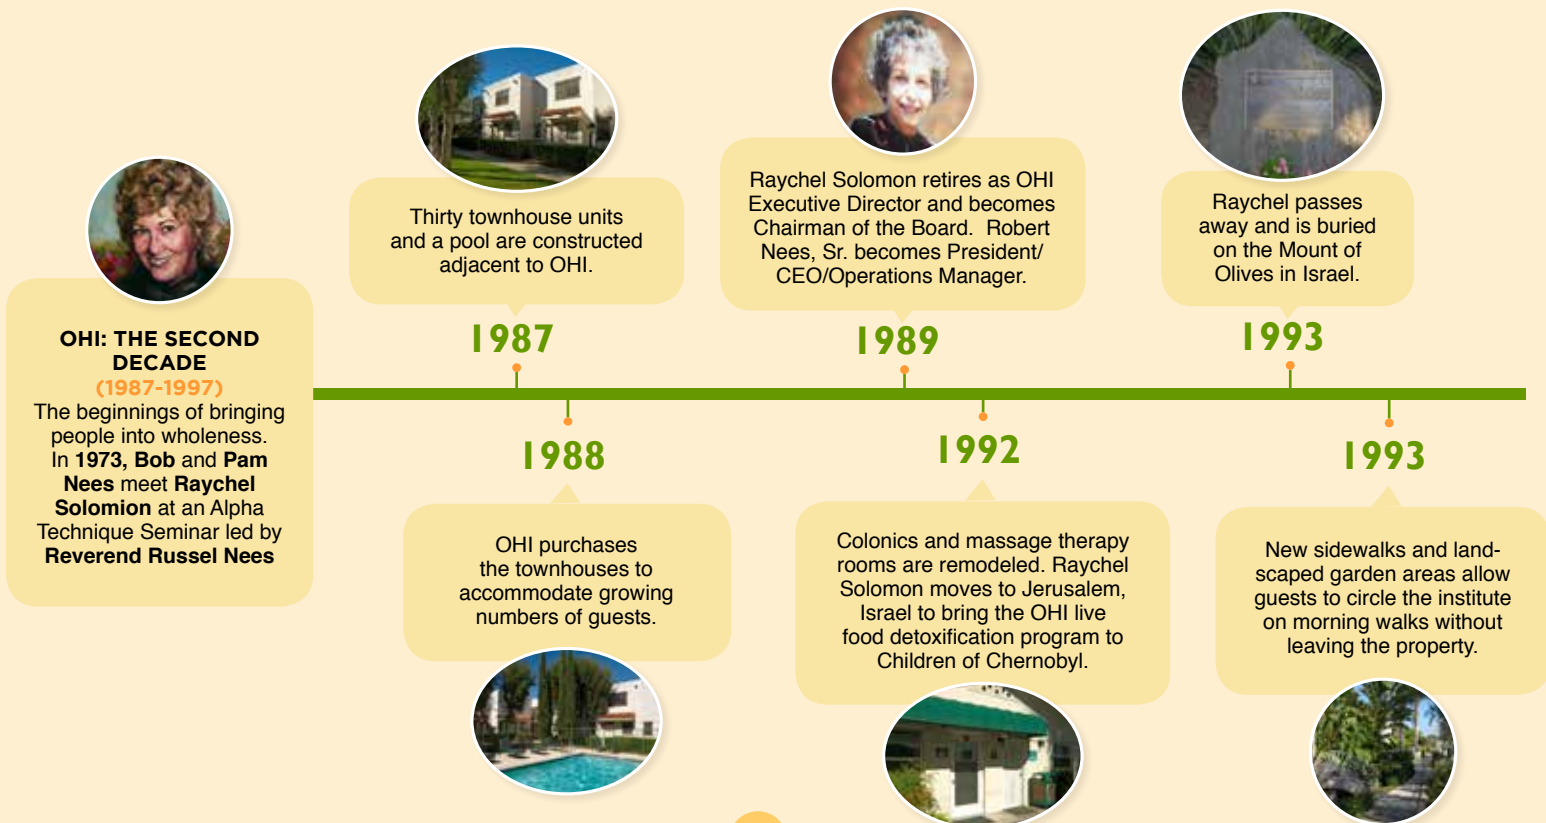 OHI: THE SECOND
DECADE
(1987-1997)
The beginnings of bringing
people into wholeness.
In 1973, Bob and Pam
Nees meet Raychel
Solomion at an Alpha
Technique Seminar led by
Reverend Russel Nees
Thirty townhouse units
and a pool are constructed
adjacent to OHI.
1987
1988
OHI purchases
the townhouses to
accommodate growing
numbers of guests.
Raychel Solomon retires as OHI
Executive Director and becomes
Chairman of the Board. Robert
Nees, Sr. becomes President/
CEO/Operations Manager.
1989
1992
Colonics and massage therapy
rooms are remodeled. Raychel
Solomon moves to Jerusalem,
Israel to bring the OHI live
food detoxification program to
Children of Chernobyl.
Raychel passes
away and is buried
on the Mount of
Olives in Israel.
1993
1993
New sidewalks and land-
scaped garden areas allow
guests to circle the institute
on morning walks without
leaving the property.